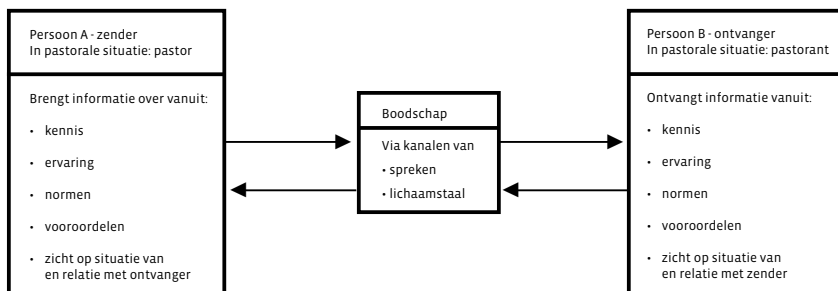 Persoon A - zender
In pastorale situatie: pastor
Brengt informatie over vanuit:
• kennis
• ervaring
• normen
• vooroordelen
• zicht op situatie van
en relatie met ontvanger
Boodschap
Via kanalen van
• spreken
• lichaamstaal
Persoon B - ontvanger
In pastorale situatie: pastorant
Ontvangt informatie vanuit:
• kennis
• ervaring
• normen
• vooroordelen
• zicht op situatie van
en relatie met zender